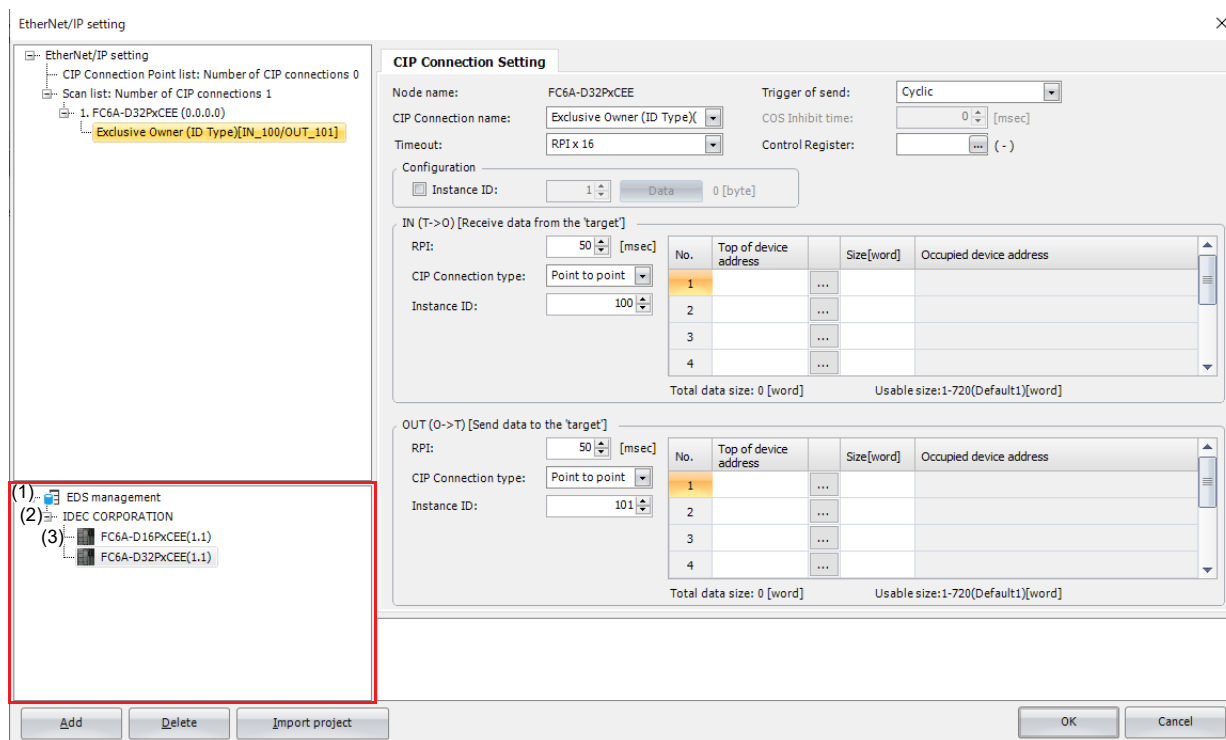 EtherNet/IP setting
EtherNet/IP setting
CIP Connection Point list: Number of CIP connections 0
Scan list: Number of CIP connections 1
1. FC6A-D32PxCEE (0.0.0.0)
Exclusive Owner (ID Type)[IN_100/OUT_101]
(1) EDS management
(2) IDEC CORPORATION
(3) FC6A-D16PxCEE(1.1)
FC6A-D32PxCEE(1.1)
CIP Connection Setting
Node name: FC6A-D32PxCEE Trigger of send: Cyclic
CIP Connection name: Exclusive Owner (ID Type)( COS Inhibit time: 0 [msec]
Timeout: RPI x 16 Control Register: ... ( - )
Configuration
Instance ID: 1 Data 0 [byte]
IN (T->O) [Receive data from the 'target']
RPI: 50 [msec]
CIP Connection type: Point to point
Instance ID: 100
No. Top of device address Size[word] Occupied device address
1 ...
2 ...
3 ...
4 ...
Total data size: 0 [word] Usable size:1-720(Default1)[word]
OUT (O->T) [Send data to the 'target']
RPI: 50 [msec]
CIP Connection type: Point to point
Instance ID: 101
No. Top of device address Size[word] Occupied device address
1 ...
2 ...
3 ...
4 ...
Total data size: 0 [word] Usable size:1-720(Default1)[word]
Add Delete Import project OK Cancel